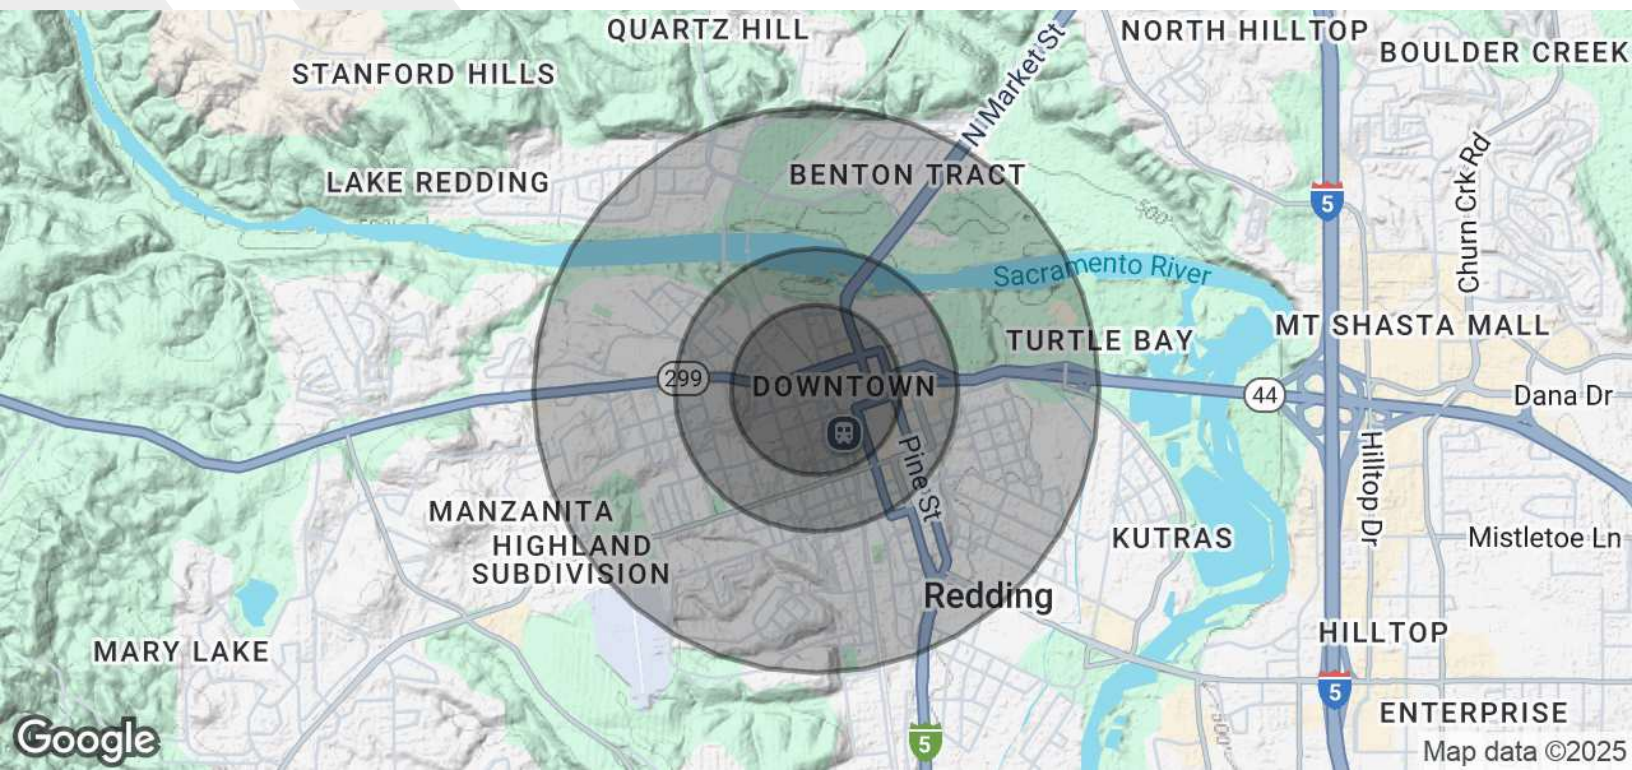 QUARTZ HILL
NORTH HILLTOP
BOULDER CREEK
STANFORD HILLS
N Market St
Churn Crk Rd
LAKE REDDING
BENTON TRACT
5
500'
Sacramento River
MT SHASTA MALL
TURTLE BAY
299
DOWNTOWN
44
Dana Dr
Pine St
Hilltop Dr
MANZANITA
HIGHLAND
SUBDIVISION
KUTRAS
Mistletoe Ln
Redding
HILLTOP
MARY LAKE
5
ENTERPRISE
500'
Google
5
Map data ©2025